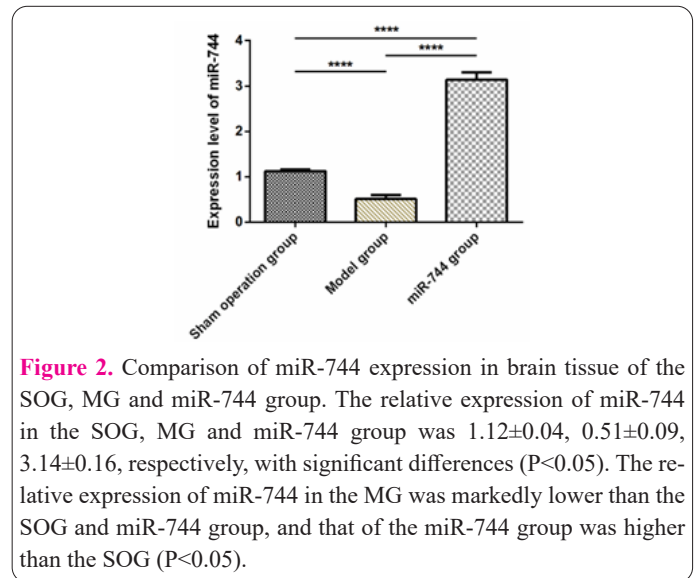 ****
****
****
4
3
2
1
0
Expression level of miR-744
Sham operation group
Model group
miR-744 group
Figure 2. Comparison of miR-744 expression in brain tissue of the
SOG, MG and miR-744 group. The relative expression of miR-744
in the SOG, MG and miR-744 group was 1.12±0.04, 0.51±0.09,
3.14±0.16, respectively, with significant differences (P<0.05). The re-
lative expression of miR-744 in the MG was markedly lower than the
SOG and miR-744 group, and that of the miR-744 group was higher
than the SOG (P<0.05).